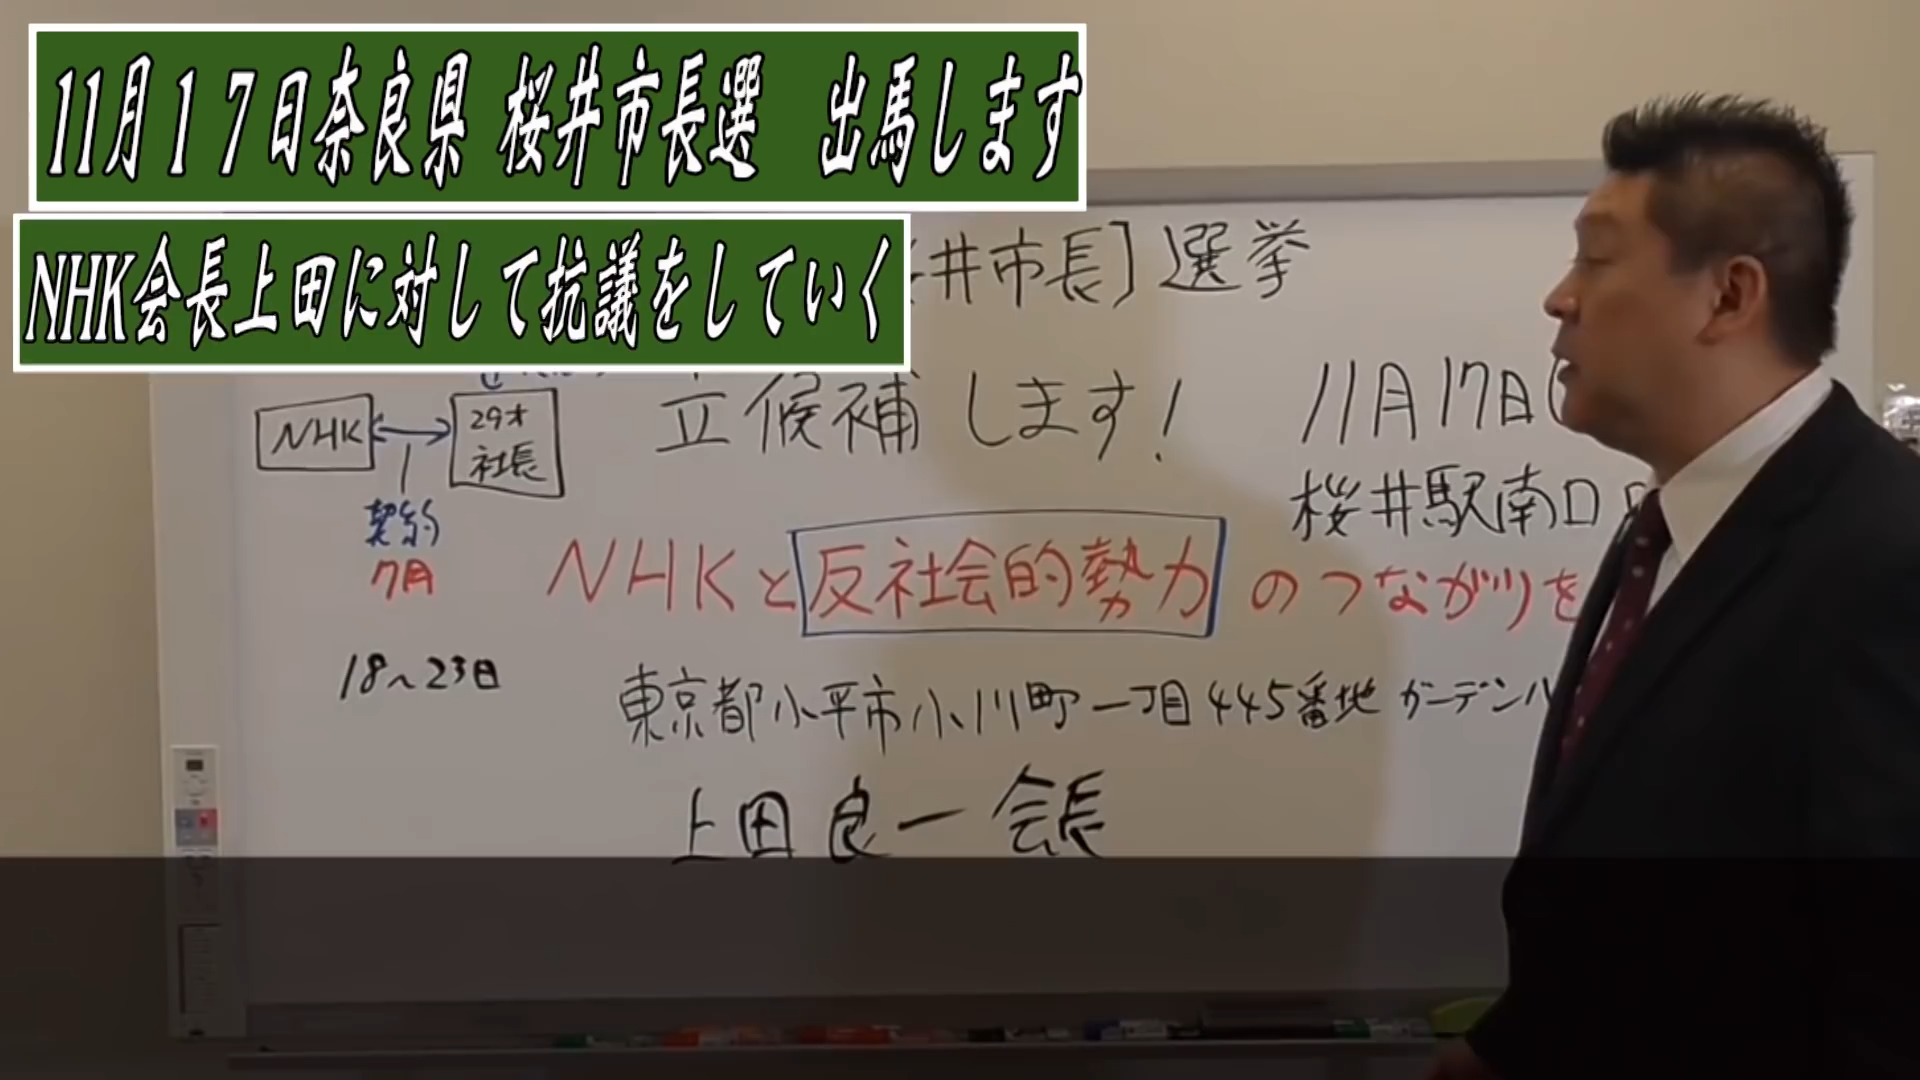 11月１７日奈良県 桜井市長選　出馬します
NHK会長上田に対して抗議をしていく
井市長]選挙
立候補します!
11月17日(
桜井駅南口
NHK
29才
社長
契約
7月
NHKと反社会的勢力のつながりを
18~23日
東京都小平市小川町一丁目445番地 ガーデンハ
上田良一会長